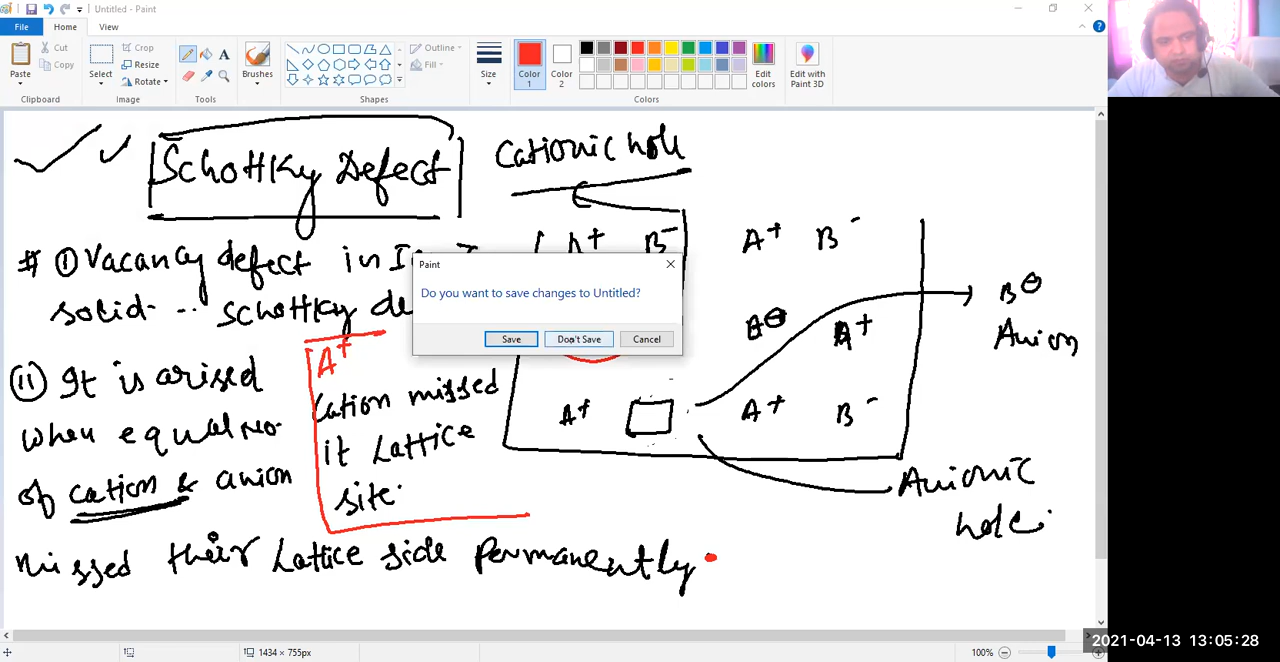 Untitled - Paint
File Home View
Paste Cut Copy Clipboard
Select Crop Resize Rotate Image
Tools
Brushes
Outline Fill Shapes
Size
Color 1
Color 2
Edit colors
Colors
Edit with Paint 3D
Schottky Defect
Cationic hole
# (i) Vacancy defect in
solid ... Schottky
(ii) It is arised
when equal no.
of cation & anion
missed their Lattice side permanently
A+
Cation missed
it Lattice
site.
A+ B- A+ B-
A+
A+ A+ B-
B⊖
Anion
Anionic
hole
Paint
Do you want to save changes to Untitled?
Save Don't Save Cancel
1434 × 755px
100%
2021-04-13 13:05:28